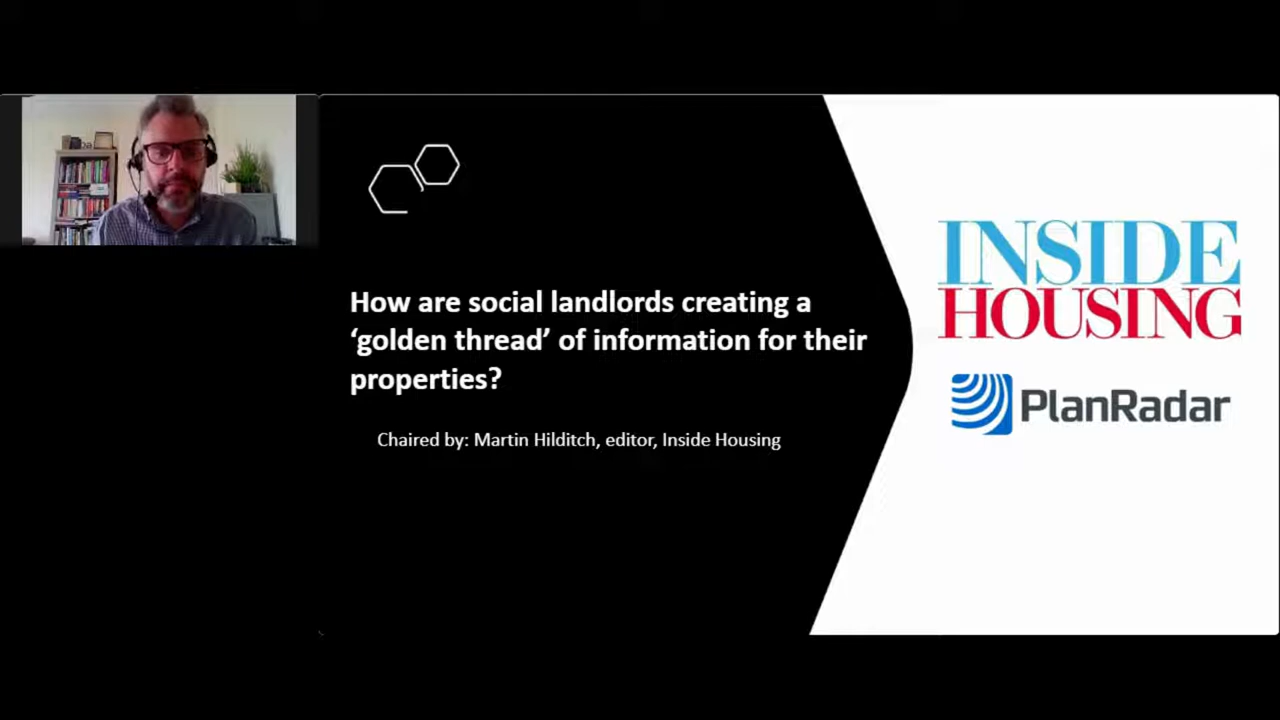 How are social landlords creating a
‘golden thread’ of information for their
properties?
Chaired by: Martin Hilditch, editor, Inside Housing
INSIDE
HOUSING
PlanRadar